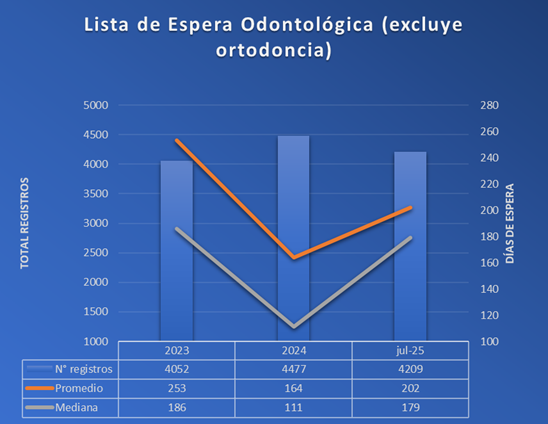 Lista de Espera Odontológica (excluye
ortodoncia)
TOTAL REGISTROS
5000
4500
4000
3500
3000
2500
2000
1500
1000
280
260
240
220
200
180
160
140
120
100
DÍAS DE ESPERA
2023 2024 jul-25
N° registros 4052 4477 4209
Promedio 253 164 202
Mediana 186 111 179